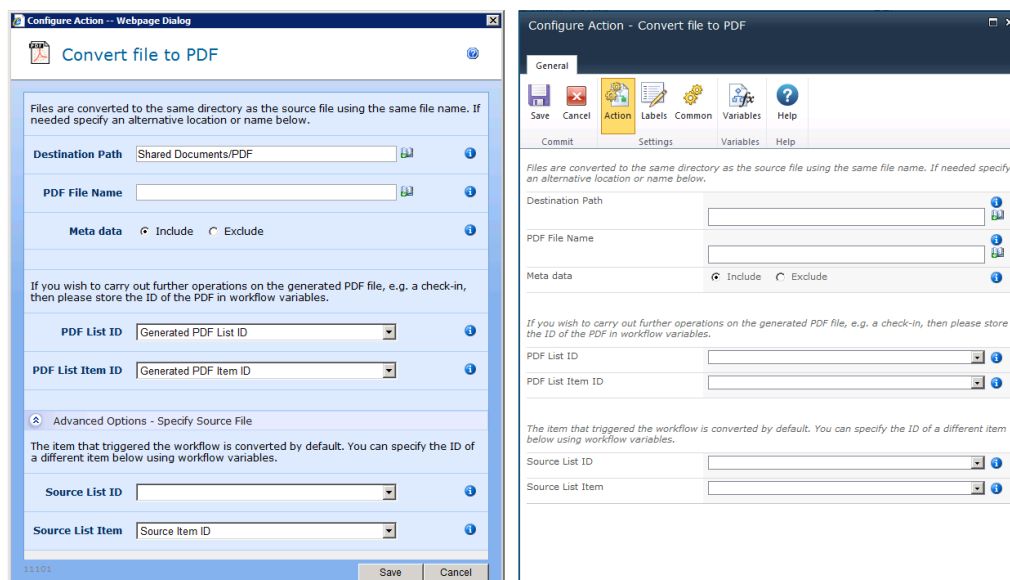 Configure Action -- Webpage Dialog
PDF
Convert file to PDF
Files are converted to the same directory as the source file using the same file name. If
needed specify an alternative location or name below.
Destination Path Shared Documents/PDF
PDF File Name
Meta data Include Exclude
If you wish to carry out further operations on the generated PDF file, e.g. a check-in,
then please store the ID of the PDF in workflow variables.
PDF List ID Generated PDF List ID
PDF List Item ID Generated PDF Item ID
Advanced Options - Specify Source File
The item that triggered the workflow is converted by default. You can specify the ID of
a different item below using workflow variables.
Source List ID
Source List Item Source Item ID
11101
Save Cancel
Configure Action - Convert file to PDF
General
Save Cancel Action Labels Common Variables Help
Commit Settings Variables Help
Files are converted to the same directory as the source file using the same file name. If needed specify
an alternative location or name below.
Destination Path
PDF File Name
Meta data Include Exclude
If you wish to carry out further operations on the generated PDF file, e.g. a check-in, then please store
the ID of the PDF in workflow variables.
PDF List ID
PDF List Item ID
The item that triggered the workflow is converted by default. You can specify the ID of a different item
below using workflow variables.
Source List ID
Source List Item